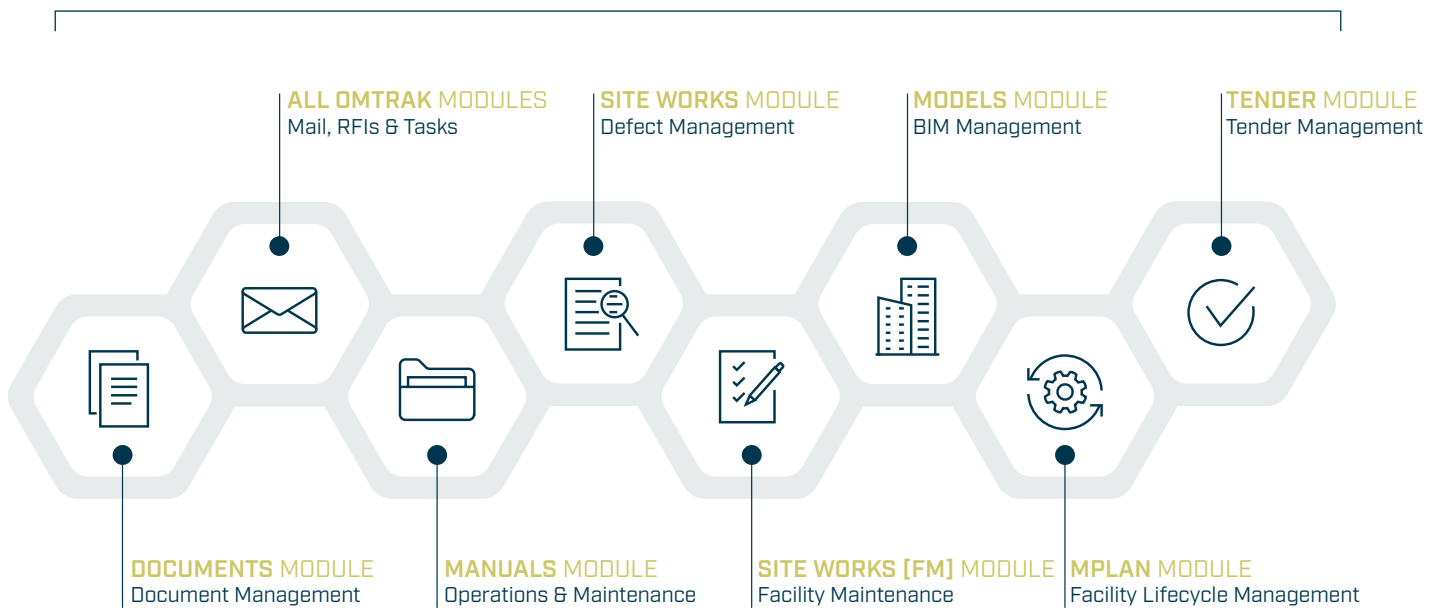 ALL OMTRAK MODULES
Mail, RFIs & Tasks
SITE WORKS MODULE
Defect Management
MODELS MODULE
BIM Management
TENDER MODULE
Tender Management
DOCUMENTS MODULE
Document Management
MANUALS MODULE
Operations & Maintenance
SITE WORKS [FM] MODULE
Facility Maintenance
MPLAN MODULE
Facility Lifecycle Management